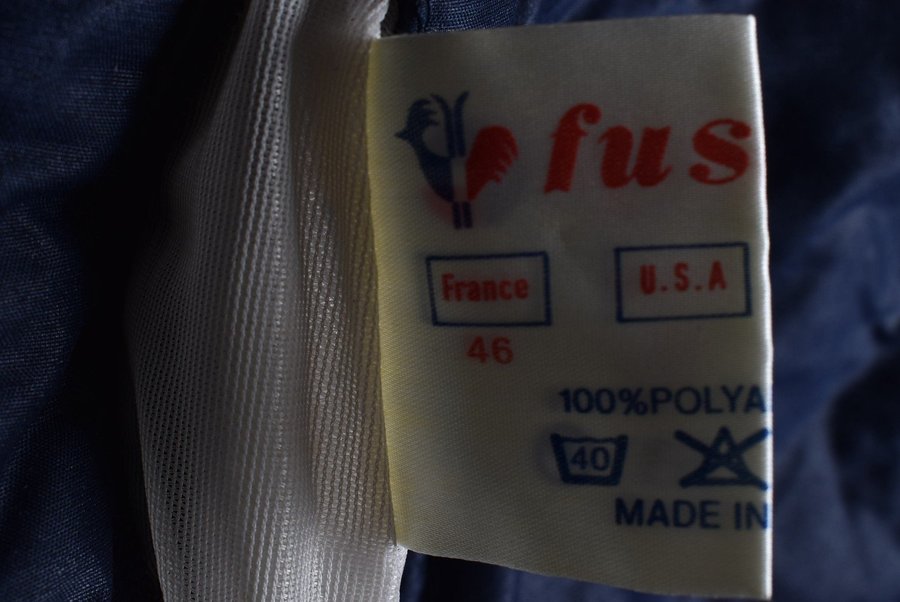 fus
France U.S.A
46
100%POLYA
40
MADE IN